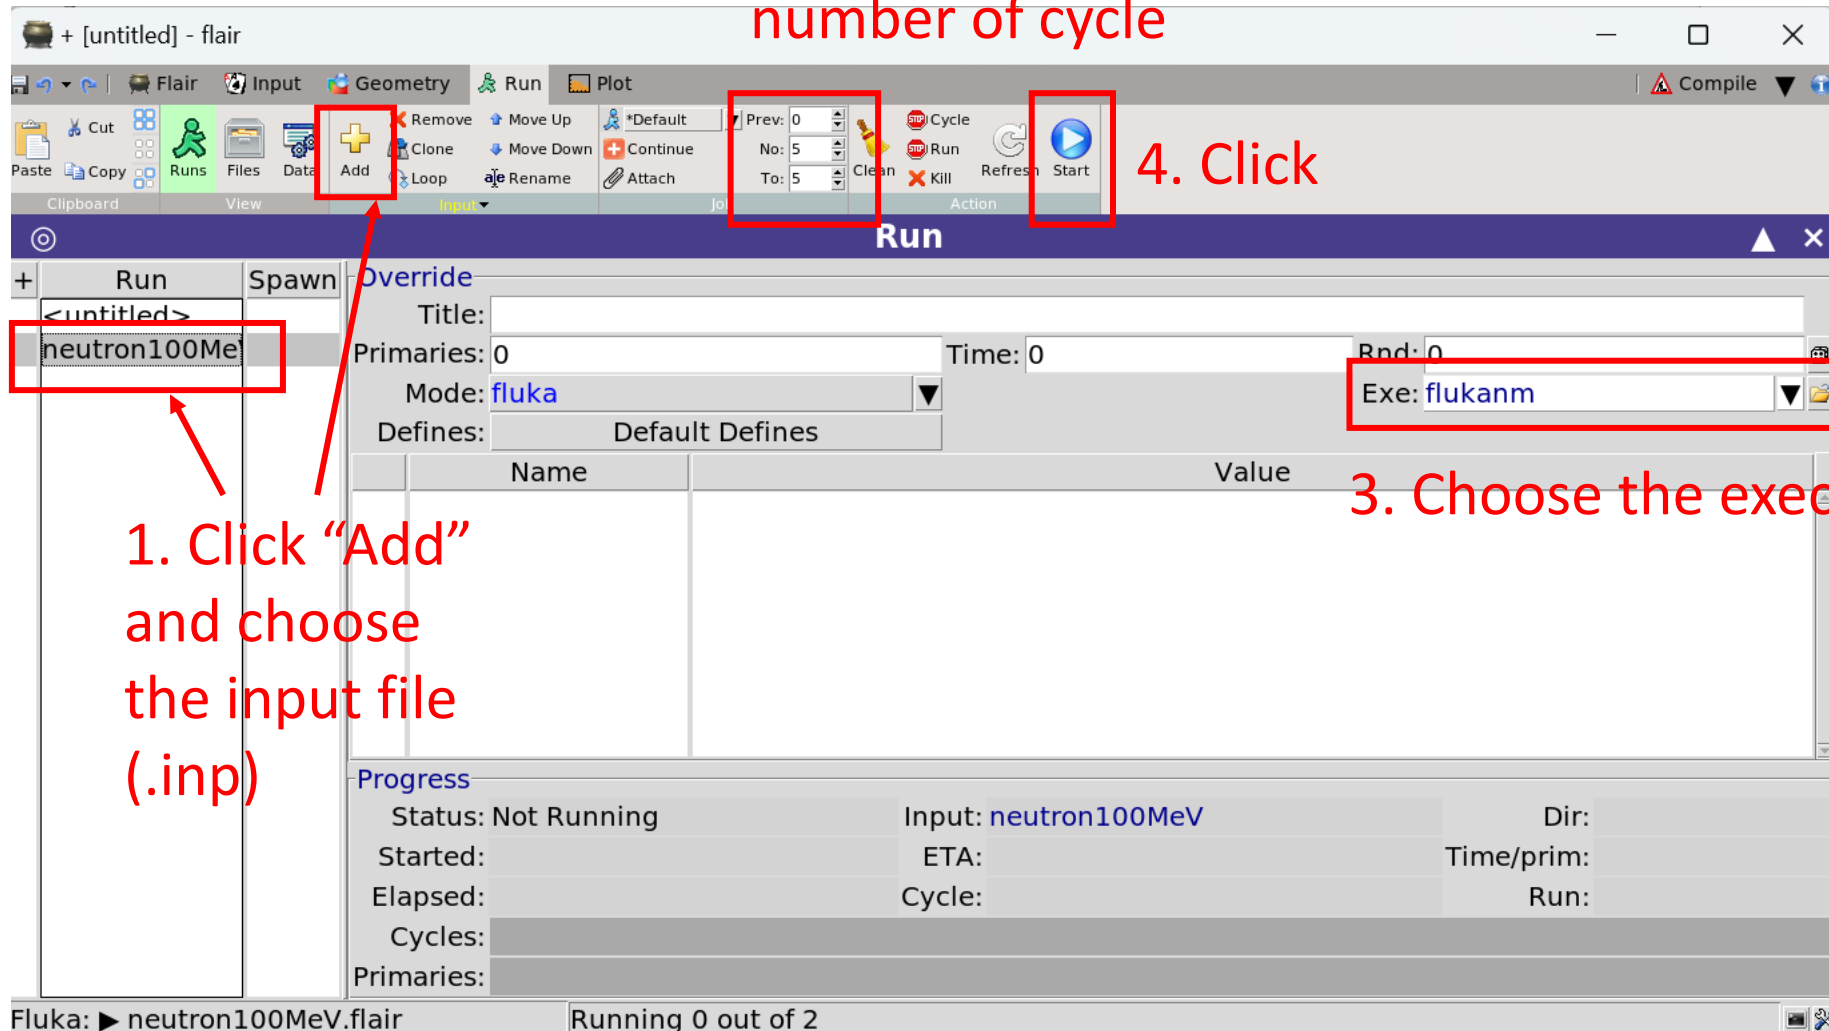 number of cycle
+ [untitled] - flair
Flair Input Geometry Run Plot Compile
Paste Cut Copy Runs Files Data Add
Remove Move Up *Default Prev: 0 Cycle
Clone Move Down Continue No: 5 Run
Loop Rename Attach To: 5 Clean Kill Refresh Start
Clipboard View Input Action
4. Click
Run
+ Run Spawn Override
<untitled> Title:
neutron100Me Primaries: 0 Time: 0 Rnd: 0
Mode: fluka Exe: flukanm
Defines: Default Defines
Name Value
3. Choose the exec
1. Click “Add”
and choose
the input file
(.inp)
Progress
Status: Not Running Input: neutron100MeV Dir:
Started: ETA: Time/prim:
Elapsed: Cycle: Run:
Cycles:
Primaries:
Fluka: ▶ neutron100MeV.flair Running 0 out of 2